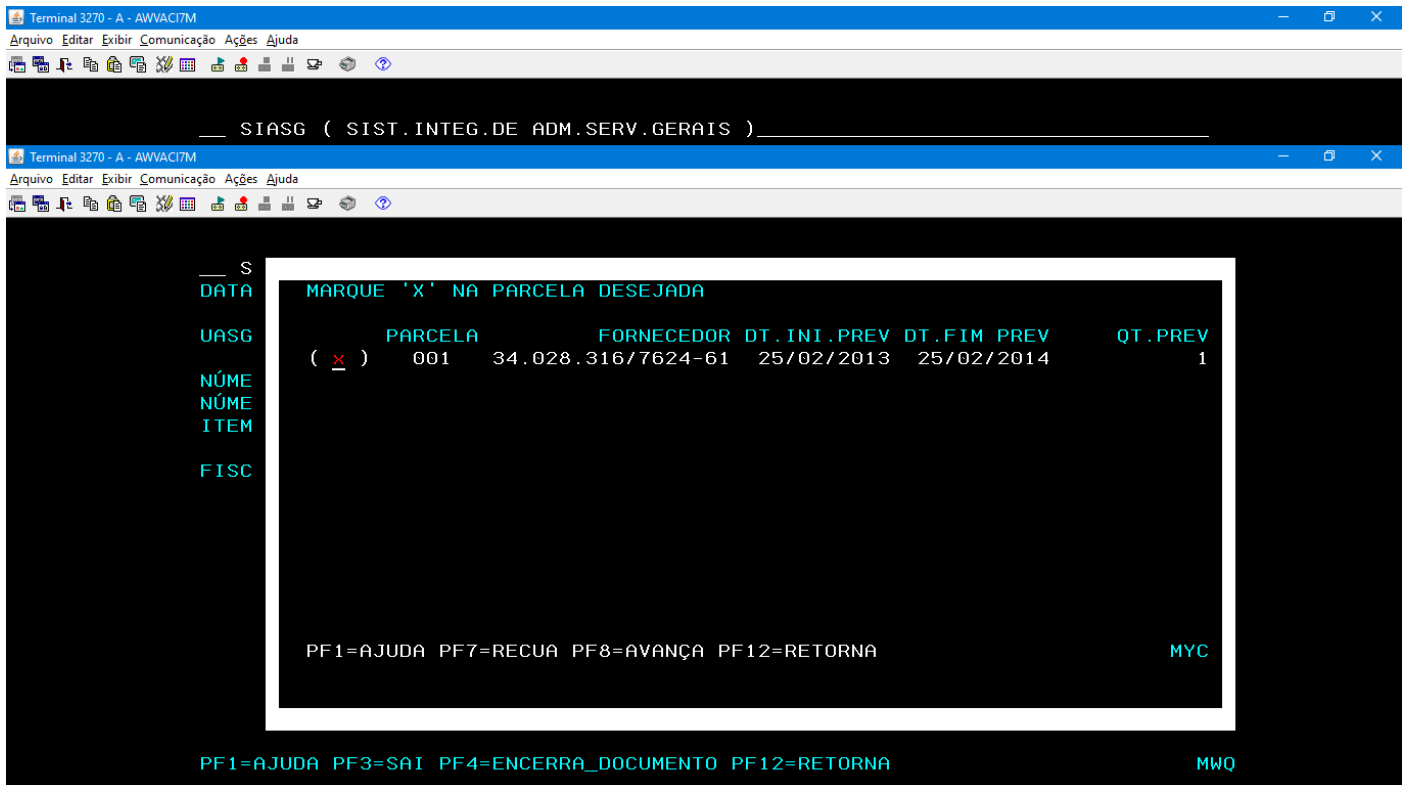 Terminal 3270 - A - AWVACI7M
Arquivo Editar Exibir Comunicação Ações Ajuda
__ SIASG ( SIST.INTEG.DE ADM.SERV.GERAIS )__________________________________
Terminal 3270 - A - AWVACI7M
Arquivo Editar Exibir Comunicação Ações Ajuda
__ S
DATA MARQUE 'X' NA PARCELA DESEJADA
UASG PARCELA FORNECEDOR DT.INI.PREV DT.FIM PREV QT.PREV
( x ) 001 34.028.316/7624-61 25/02/2013 25/02/2014 1
NÚME
NÚME
ITEM
FISC
PF1=AJUDA PF7=RECUA PF8=AVANÇA PF12=RETORNA MYC
PF1=AJUDA PF3=SAI PF4=ENCERRA_DOCUMENTO PF12=RETORNA MWQ